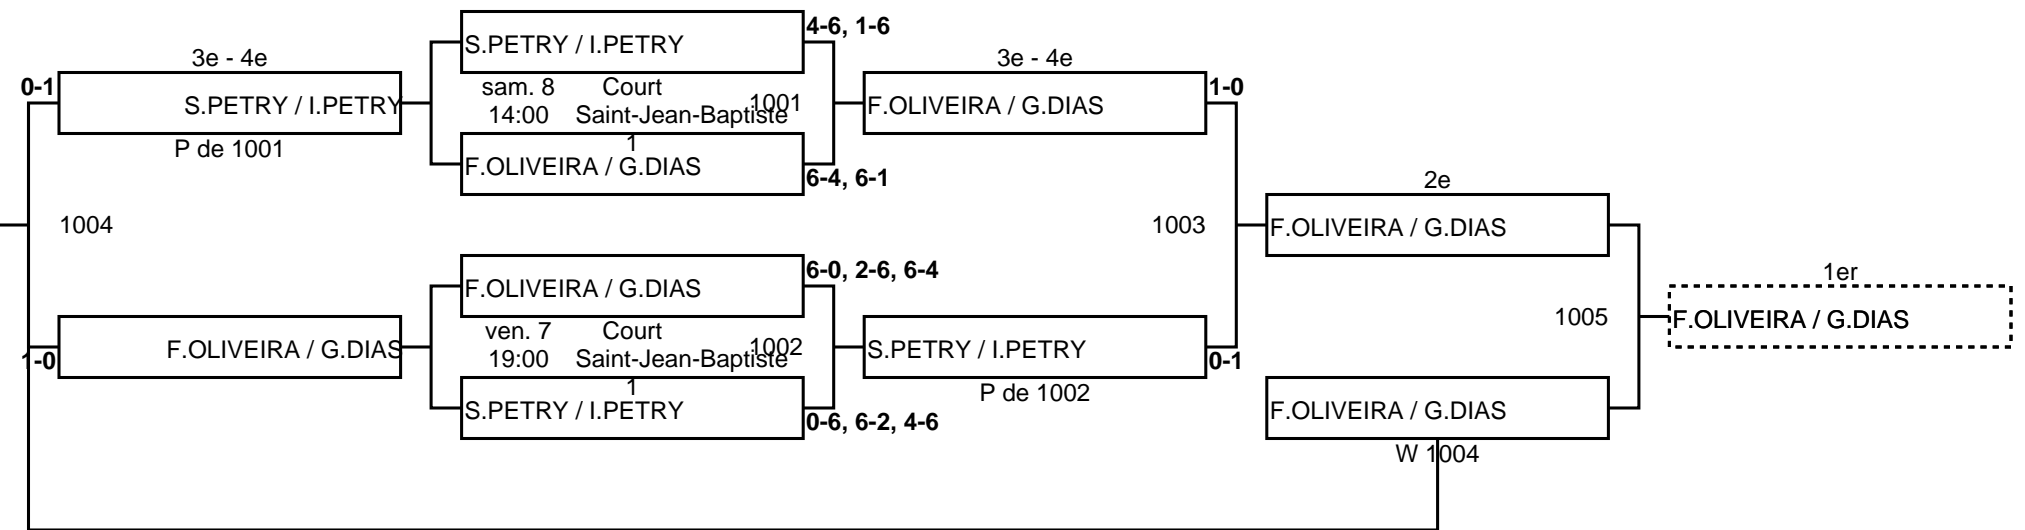 3e - 4e
0-1
S.PETRY / I.PETRY
P de 1001
1004
1-0
F.OLIVEIRA / G.DIAS
S.PETRY / I.PETRY
4-6, 1-6
sam. 8
14:00
Court
Saint-Jean-Baptiste
1
1001
F.OLIVEIRA / G.DIAS
6-4, 6-1
F.OLIVEIRA / G.DIAS
6-0, 2-6, 6-4
ven. 7
19:00
Court
Saint-Jean-Baptiste
1
1002
S.PETRY / I.PETRY
0-6, 6-2, 4-6
3e - 4e
F.OLIVEIRA / G.DIAS
1-0
1003
S.PETRY / I.PETRY
0-1
P de 1002
2e
F.OLIVEIRA / G.DIAS
1005
F.OLIVEIRA / G.DIAS
W 1004
1er
F.OLIVEIRA / G.DIAS